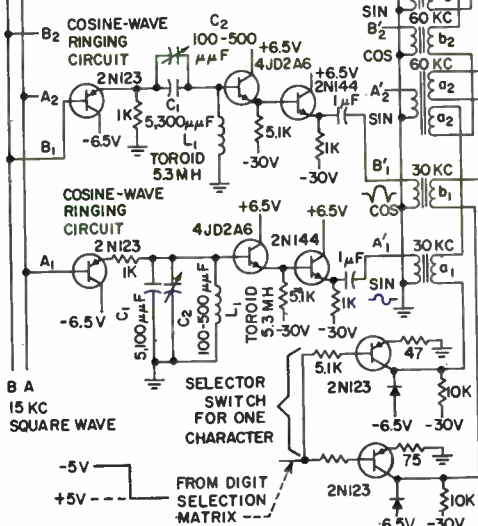 SIN
60 KC
B₂
COSINE-WAVE
RINGING
CIRCUIT
C₂
100-500
μμF
+6.5V
4JD2A6
B'₂
COS
b₂
60 KC
2N123
A₂
+6.5V
2N144
1μF
A'₂
a₂
1K
C₁
5,300μμF
SIN
a₂
B₁
-6.5V
L₁
TOROID
5.3 MH
5.1K
-30V
1K
-30V
B'₁
30 KC
b₁
COS
COSINE-WAVE
RINGING
CIRCUIT
+6.5V
4JD2A6
+6.5V
2N144
2N123
A₁
1K
1μF
A'₁
30 KC
a₁
SIN
-6.5V
C₁
5,100μμF
C₂
100-500μμF
L₁
TOROID
5.3 MH
5.1K
-30V
1K
-30V
B A
15 KC
SQUARE WAVE
SELECTOR
SWITCH
FOR ONE
CHARACTER
5.1K
2N123
47
-6.5V
10K
-30V
75
2N123
-6.5V
10K
-30V
-5V
+5V
FROM DIGIT
SELECTION
MATRIX